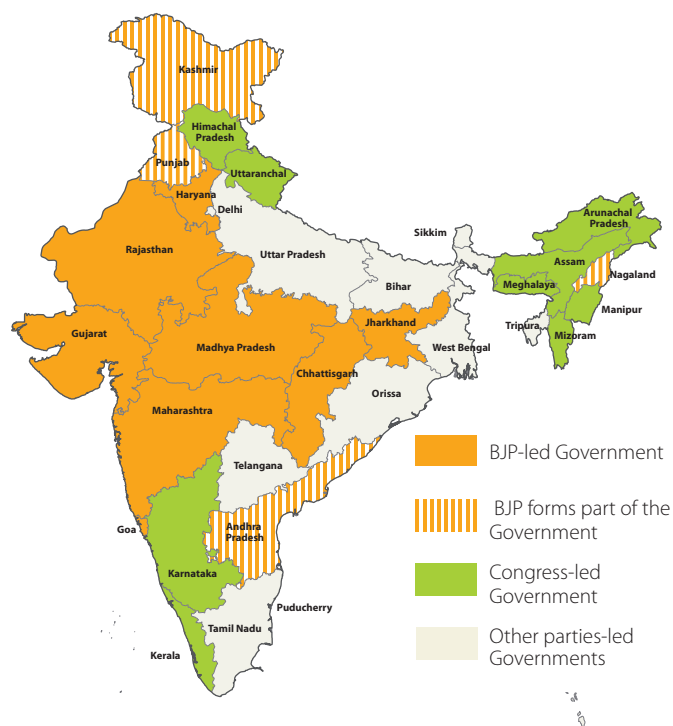 Kashmir
Himachal
Pradesh
Punjab
Uttaranchal
Haryana
Delhi
Rajasthan
Uttar Pradesh
Sikkim
Arunachal
Pradesh
Assam
Nagaland
Bihar
Meghalaya
Manipur
Gujarat
Jharkhand
Tripura
Mizoram
Madhya Pradesh
West Bengal
Chhattisgarh
Orissa
Maharashtra
Telangana
Goa
Andhra
Pradesh
Karnataka
Puducherry
Tamil Nadu
Kerala
BJP-led Government
BJP forms part of the
Government
Congress-led
Government
Other parties-led
Governments